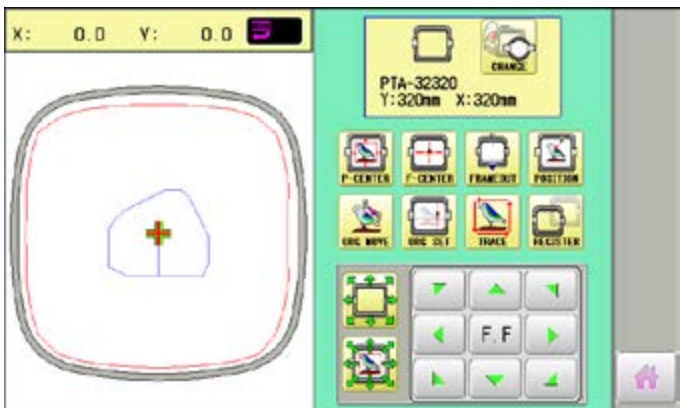 X: 0.0 Y: 0.0
CHANGE
PTA-32320
Y:320mm X:320mm
P-CENTER F-CENTER FRAMEOUT POSITION
ORG MOVE ORG SET TRACE REGISTER
F.F